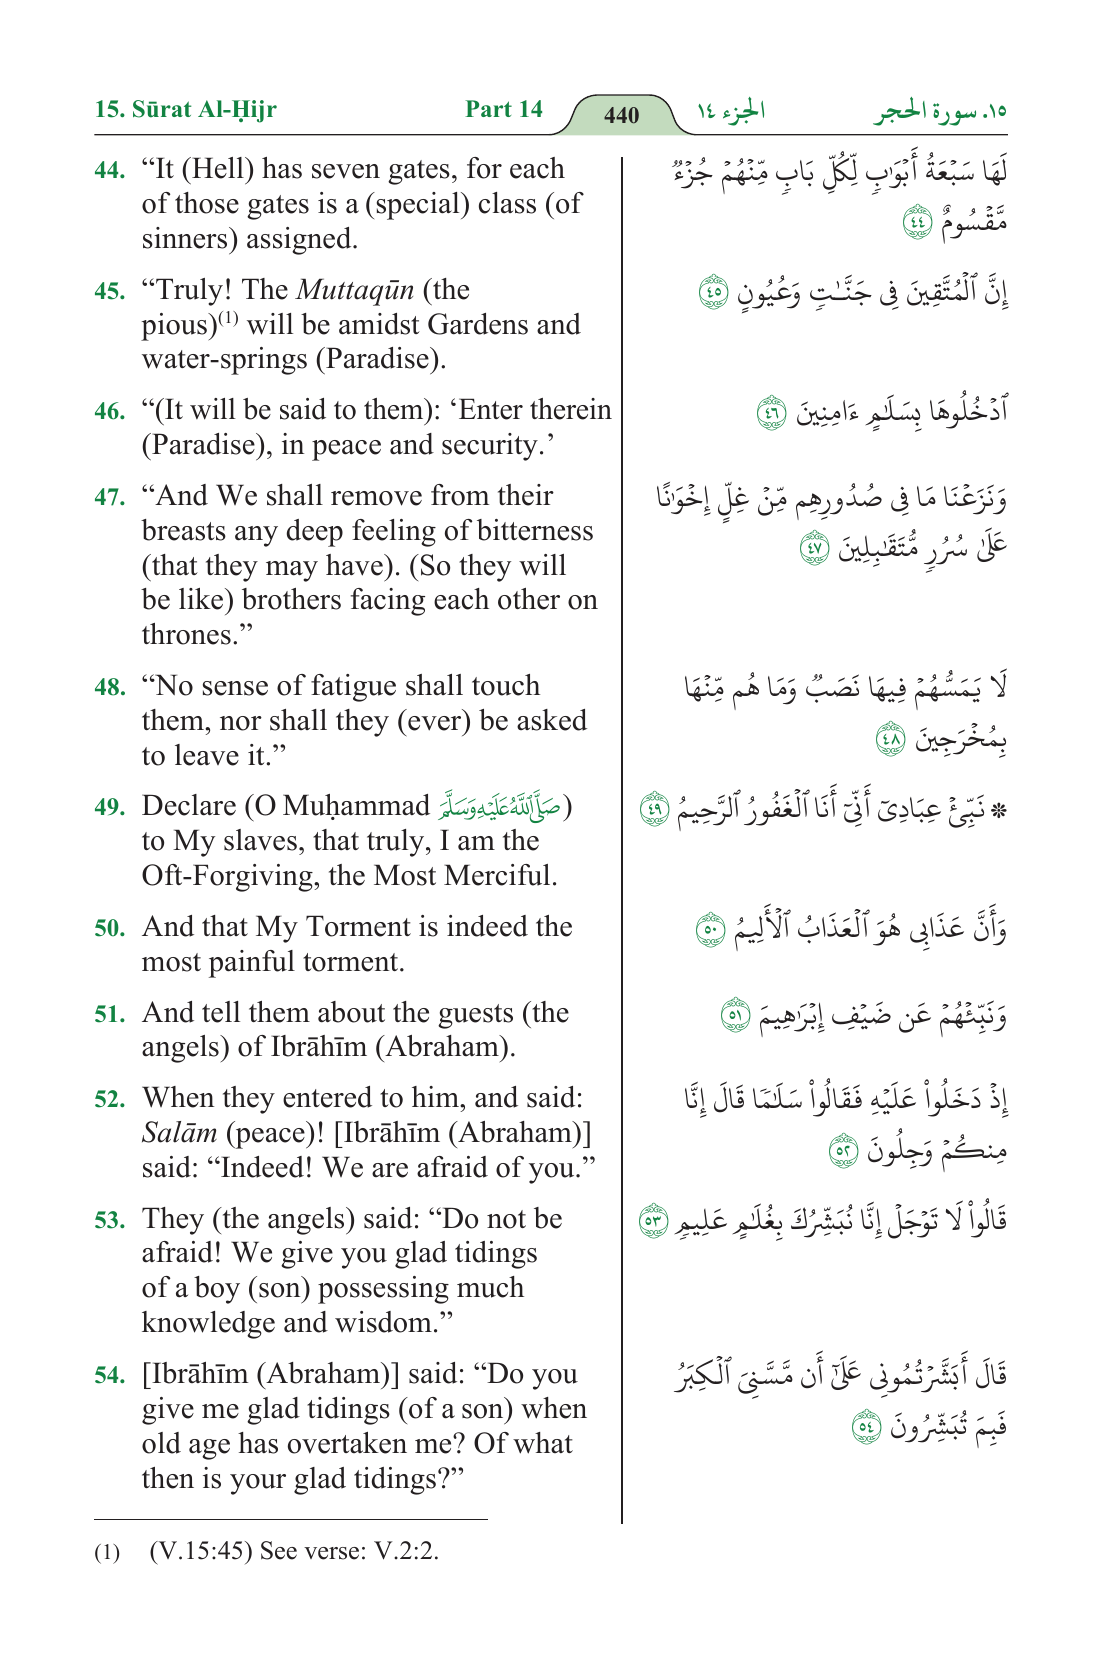 15. Sūrat Al-Ḥijr
Part 14
440
الجزء ١٤
١٥. سورة الحجر
44. “It (Hell) has seven gates, for each
of those gates is a (special) class (of
sinners) assigned.
45. “Truly! The Muttaqūn (the
pious)(1) will be amidst Gardens and
water-springs (Paradise).
46. “(It will be said to them): ‘Enter therein
(Paradise), in peace and security.’
47. “And We shall remove from their
breasts any deep feeling of bitterness
(that they may have). (So they will
be like) brothers facing each other on
thrones.”
48. “No sense of fatigue shall touch
them, nor shall they (ever) be asked
to leave it.”
49. Declare (O Muḥammad صَلَّى ٱللَّهُ عَلَيْهِ وَسَلَّمَ)
to My slaves, that truly, I am the
Oft-Forgiving, the Most Merciful.
50. And that My Torment is indeed the
most painful torment.
51. And tell them about the guests (the
angels) of Ibrāhīm (Abraham).
52. When they entered to him, and said:
Salām (peace)! [Ibrāhīm (Abraham)]
said: “Indeed! We are afraid of you.”
53. They (the angels) said: “Do not be
afraid! We give you glad tidings
of a boy (son) possessing much
knowledge and wisdom.”
54. [Ibrāhīm (Abraham)] said: “Do you
give me glad tidings (of a son) when
old age has overtaken me? Of what
then is your glad tidings?”
لَهَا سَبۡعَةُ أَبۡوَٰبٖ لِّكُلِّ بَابٖ مِّنۡهُمۡ جُزۡءٞ
مَّقۡسُومٌ ٤٤
إِنَّ ٱلۡمُتَّقِينَ فِي جَنَّٰتٖ وَعُيُونٍ ٤٥
ٱدۡخُلُوهَا بِسَلَٰمٍ ءَامِنِينَ ٤٦
وَنَزَعۡنَا مَا فِي صُدُورِهِم مِّنۡ غِلٍّ إِخۡوَٰنًا
عَلَىٰ سُرُرٖ مُّتَقَٰبِلِينَ ٤٧
لَا يَمَسُّهُمۡ فِيهَا نَصَبٞ وَمَا هُم مِّنۡهَا
بِمُخۡرَجِينَ ٤٨
۞ نَبِّئۡ عِبَادِيٓ أَنِّيٓ أَنَا ٱلۡغَفُورُ ٱلرَّحِيمُ ٤٩
وَأَنَّ عَذَابِي هُوَ ٱلۡعَذَابُ ٱلۡأَلِيمُ ٥٠
وَنَبِّئۡهُمۡ عَن ضَيۡفِ إِبۡرَٰهِيمَ ٥١
إِذۡ دَخَلُواْ عَلَيۡهِ فَقَالُواْ سَلَٰمٗا قَالَ إِنَّا
مِنكُمۡ وَجِلُونَ ٥٢
قَالُواْ لَا تَوۡجَلۡ إِنَّا نُبَشِّرُكَ بِغُلَٰمٍ عَلِيمٖ ٥٣
قَالَ أَبَشَّرۡتُمُونِي عَلَىٰٓ أَن مَّسَّنِيَ ٱلۡكِبَرُ
فَبِمَ تُبَشِّرُونَ ٥٤
(1) (V.15:45) See verse: V.2:2.